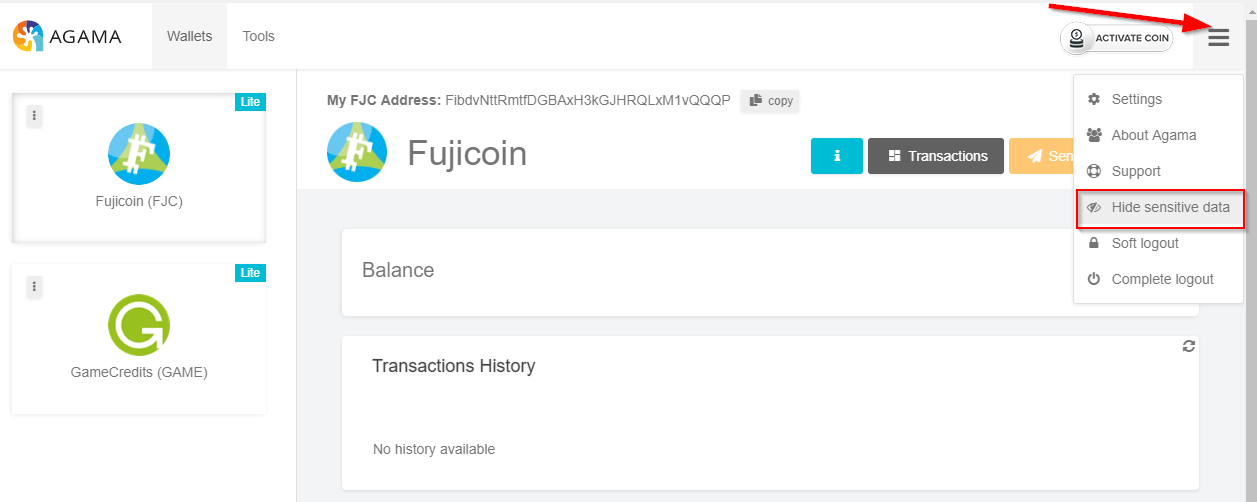 AGAMA
Wallets
Tools
ACTIVATE COIN
Lite
Fujicoin (FJC)
Lite
GameCredits (GAME)
My FJC Address: FibdvNttRmtfDGBAxH3kGJHRQLxM1vQQQP
copy
Fujicoin
i
Transactions
Sen
Settings
About Agama
Support
Hide sensitive data
Soft logout
Complete logout
Balance
Transactions History
No history available